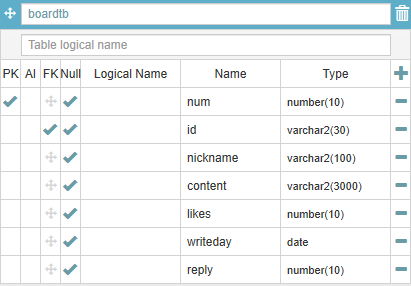 boardtb
Table logical name
PK AI FK Null Logical Name Name Type
num number(10)
id varchar2(30)
nickname varchar2(100)
content varchar2(3000)
likes number(10)
writeday date
reply number(10)